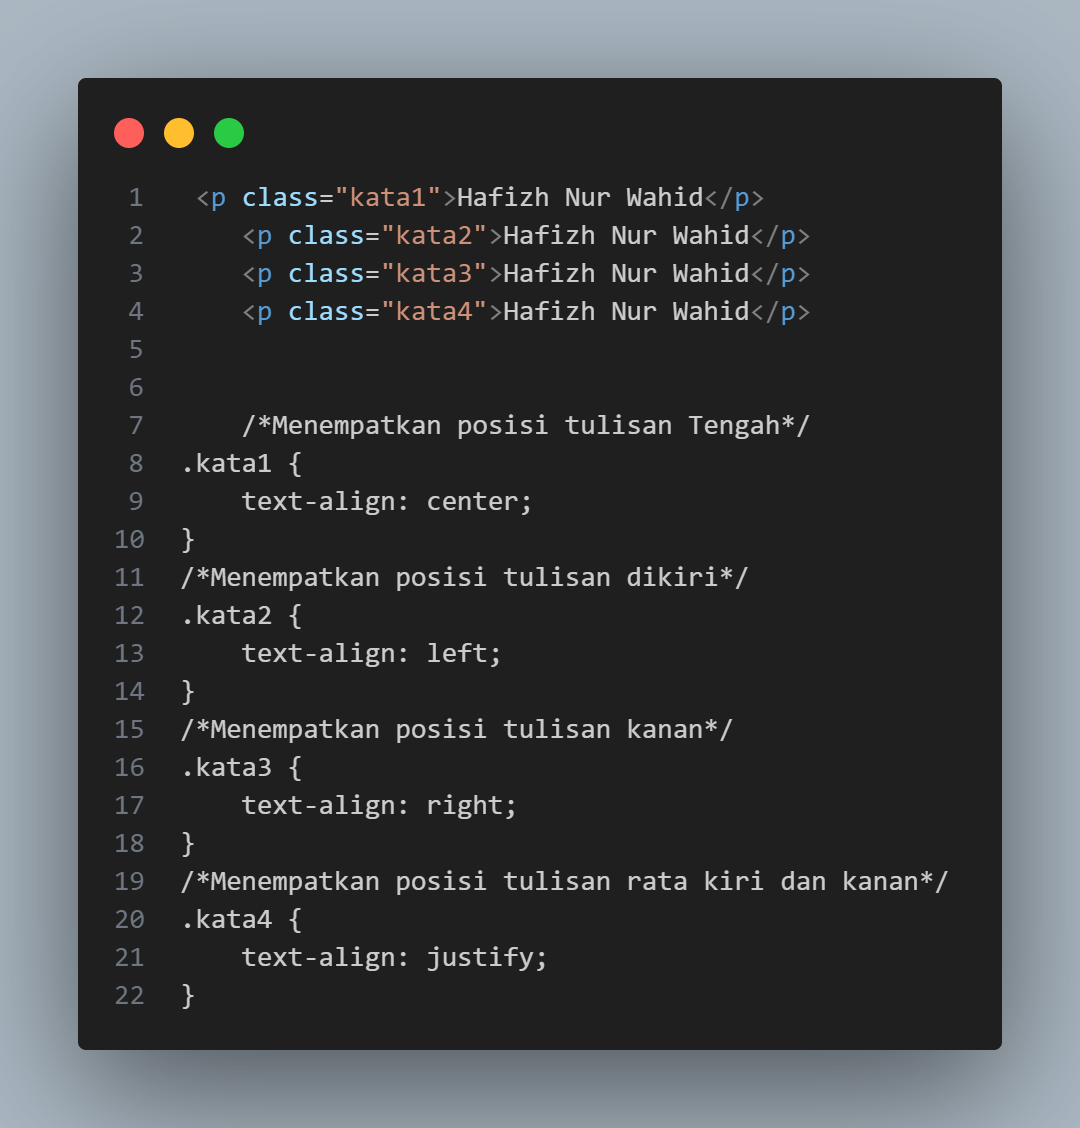 1 <p class="kata1">Hafizh Nur Wahid</p>
2 <p class="kata2">Hafizh Nur Wahid</p>
3 <p class="kata3">Hafizh Nur Wahid</p>
4 <p class="kata4">Hafizh Nur Wahid</p>
5
6
7 /*Menempatkan posisi tulisan Tengah*/
8 .kata1 {
9 text-align: center;
10 }
11 /*Menempatkan posisi tulisan dikiri*/
12 .kata2 {
13 text-align: left;
14 }
15 /*Menempatkan posisi tulisan kanan*/
16 .kata3 {
17 text-align: right;
18 }
19 /*Menempatkan posisi tulisan rata kiri dan kanan*/
20 .kata4 {
21 text-align: justify;
22 }